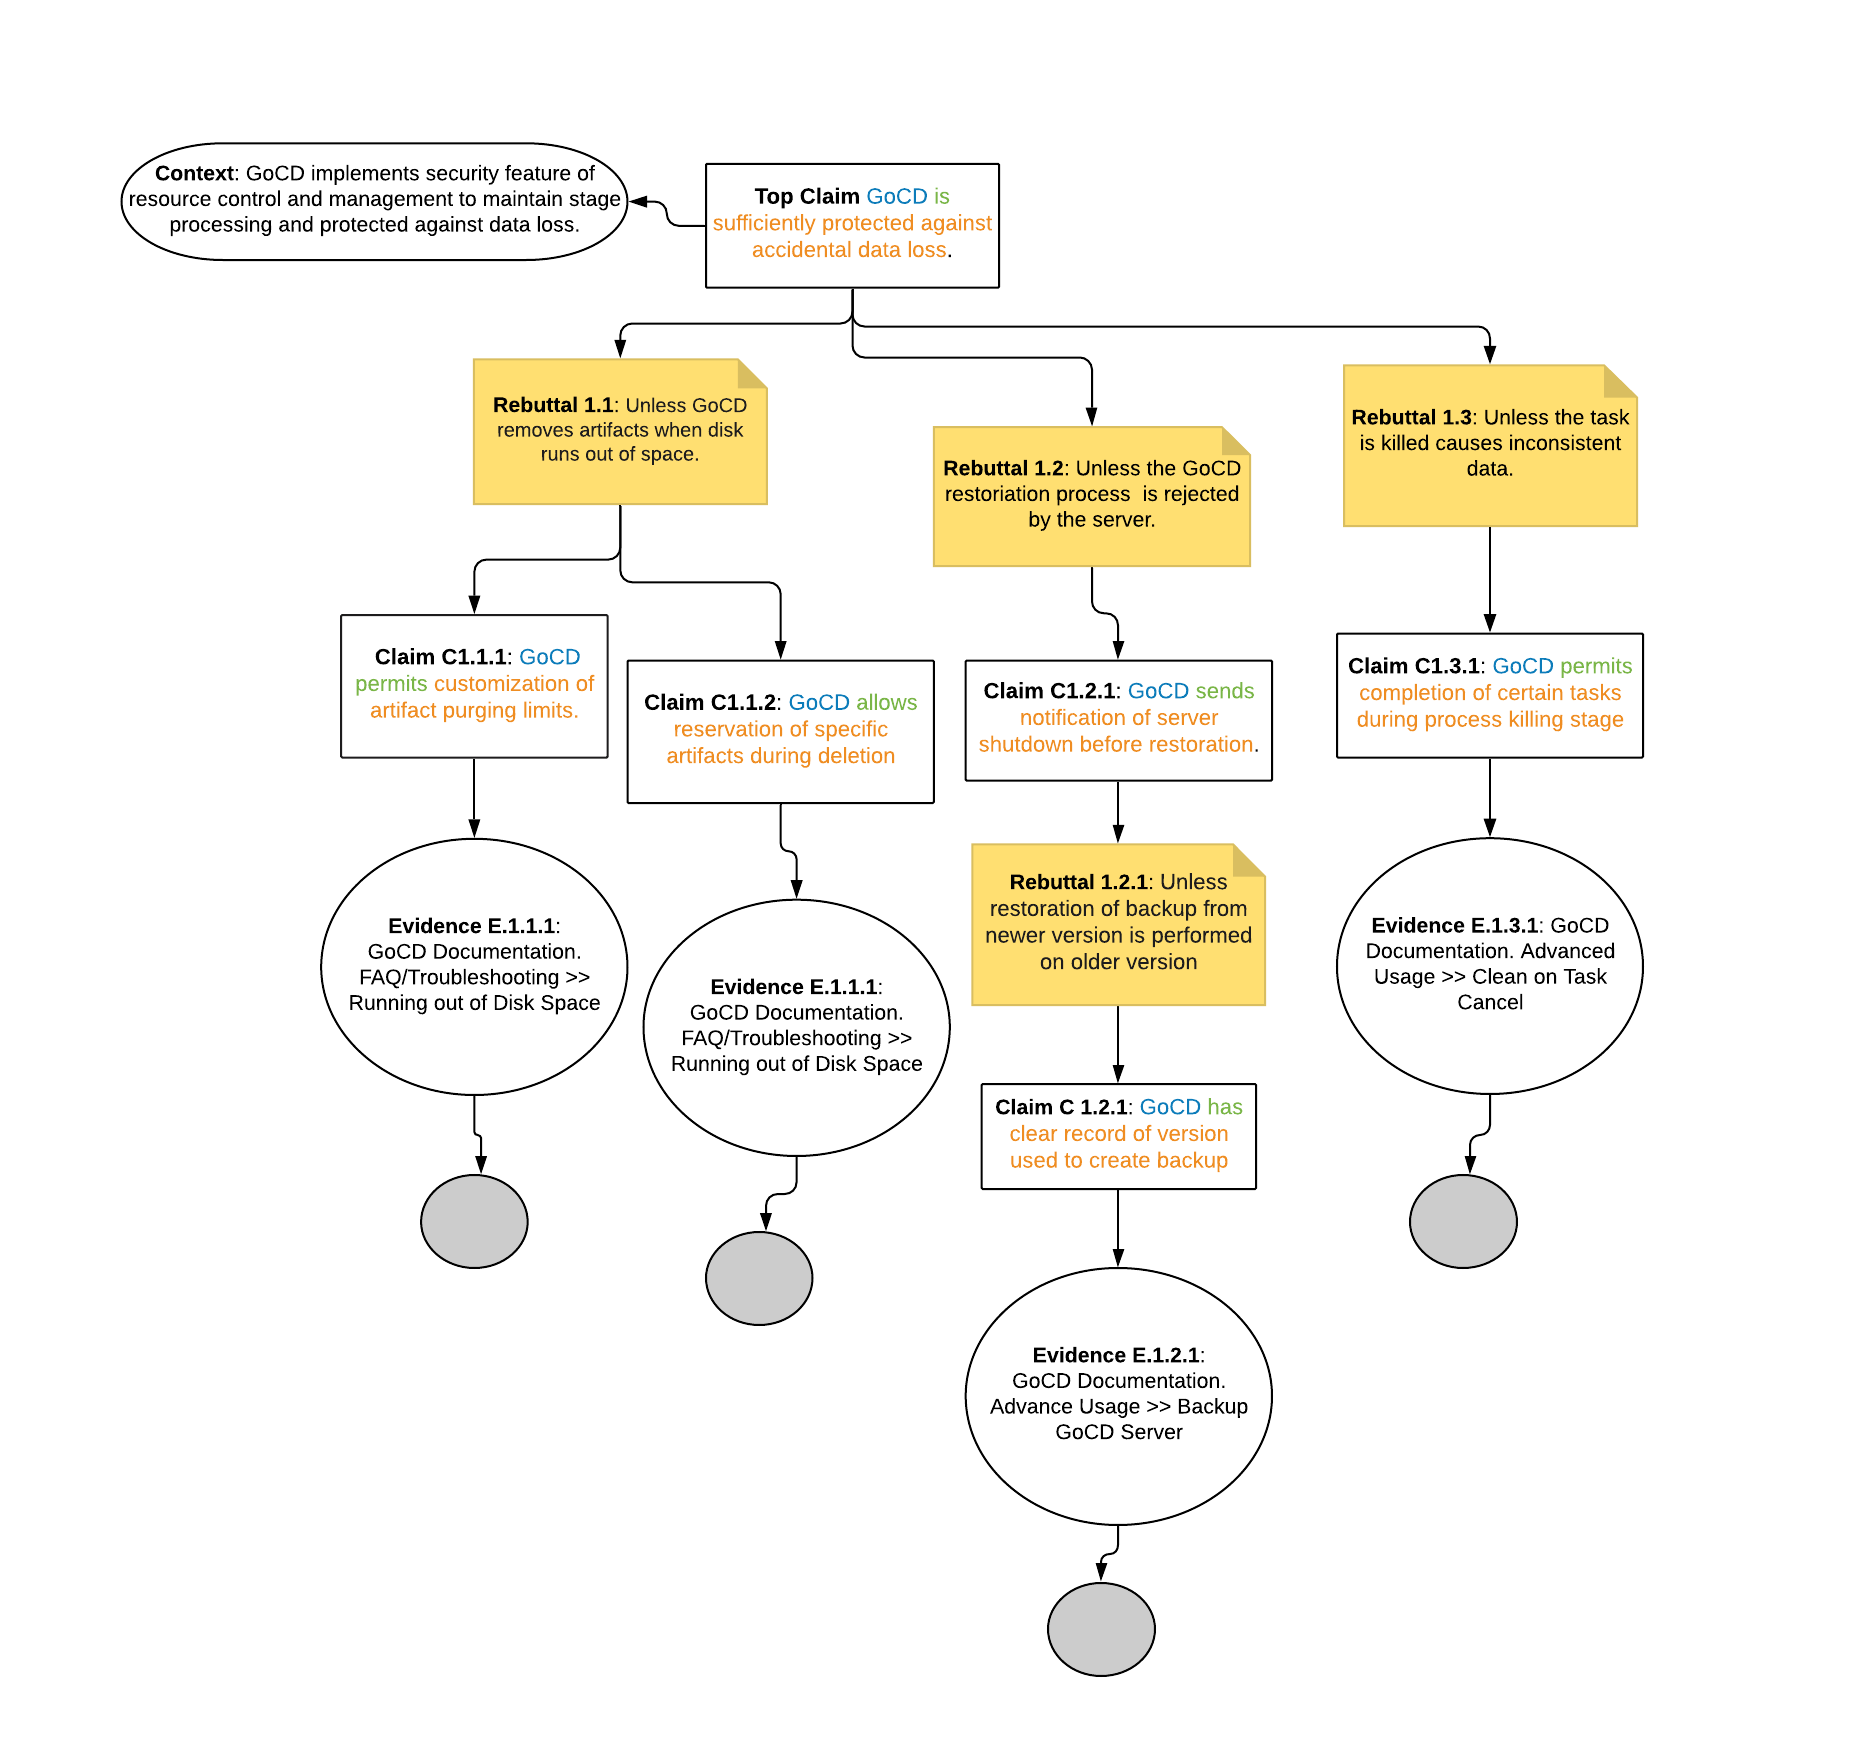 Context: GoCD implements security feature of
resource control and management to maintain stage
processing and protected against data loss.
Top Claim GoCD is
sufficiently protected against
accidental data loss.
Rebuttal 1.1: Unless GoCD
removes artifacts when disk
runs out of space.
Rebuttal 1.2: Unless the GoCD
restoriation process  is rejected
by the server.
Rebuttal 1.3: Unless the task
is killed causes inconsistent
data.
Claim C1.1.1: GoCD
permits customization of
artifact purging limits.
Claim C1.1.2: GoCD allows
reservation of specific
artifacts during deletion
Claim C1.2.1: GoCD sends
notification of server
shutdown before restoration.
Claim C1.3.1: GoCD permits
completion of certain tasks
during process killing stage
Evidence E.1.1.1:
GoCD Documentation.
FAQ/Troubleshooting >>
Running out of Disk Space
Evidence E.1.1.1:
GoCD Documentation.
FAQ/Troubleshooting >>
Running out of Disk Space
Rebuttal 1.2.1: Unless
restoration of backup from
newer version is performed
on older version
Evidence E.1.3.1: GoCD
Documentation. Advanced
Usage >> Clean on Task
Cancel
Claim C 1.2.1: GoCD has
clear record of version
used to create backup
Evidence E.1.2.1:
GoCD Documentation.
Advance Usage >> Backup
GoCD Server